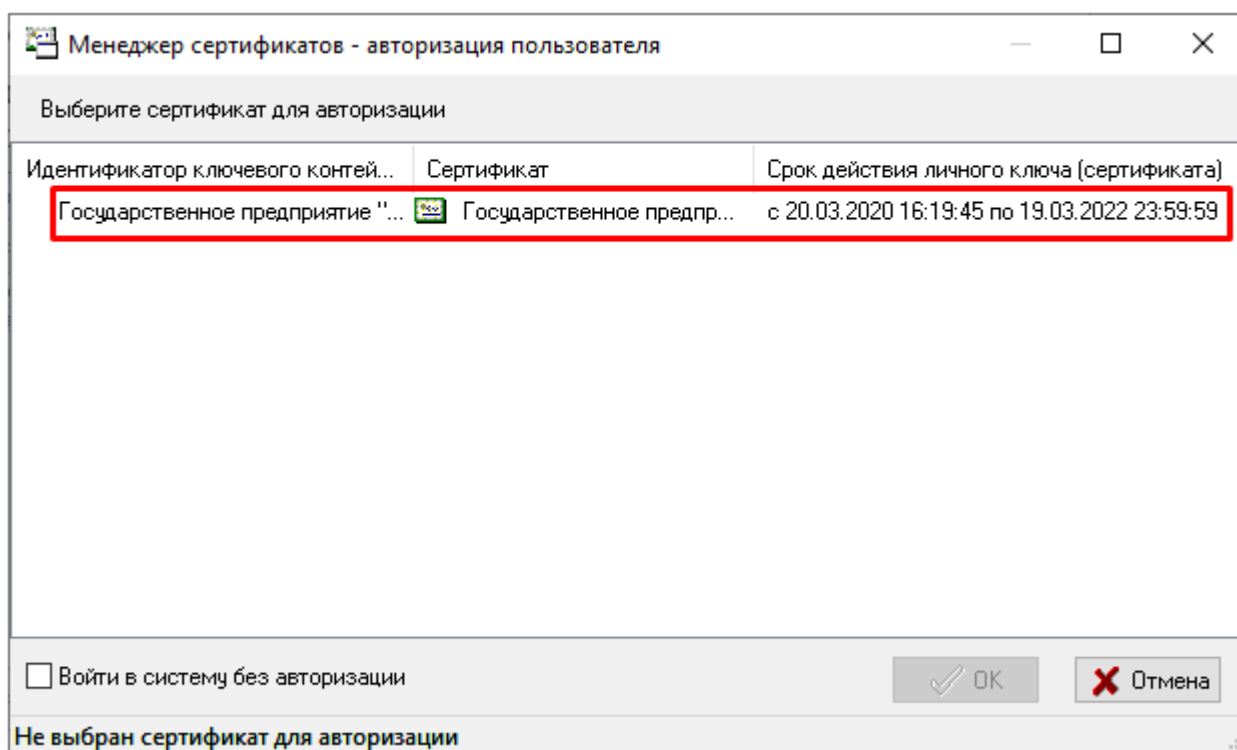 Менеджер сертификатов - авторизация пользователя
Выберите сертификат для авторизации
Идентификатор ключевого контей... Сертификат Срок действия личного ключа (сертификата)
Государственное предприятие "... Государственное предпр... с 20.03.2020 16:19:45 по 19.03.2022 23:59:59
Войти в систему без авторизации OK Отмена
Не выбран сертификат для авторизации